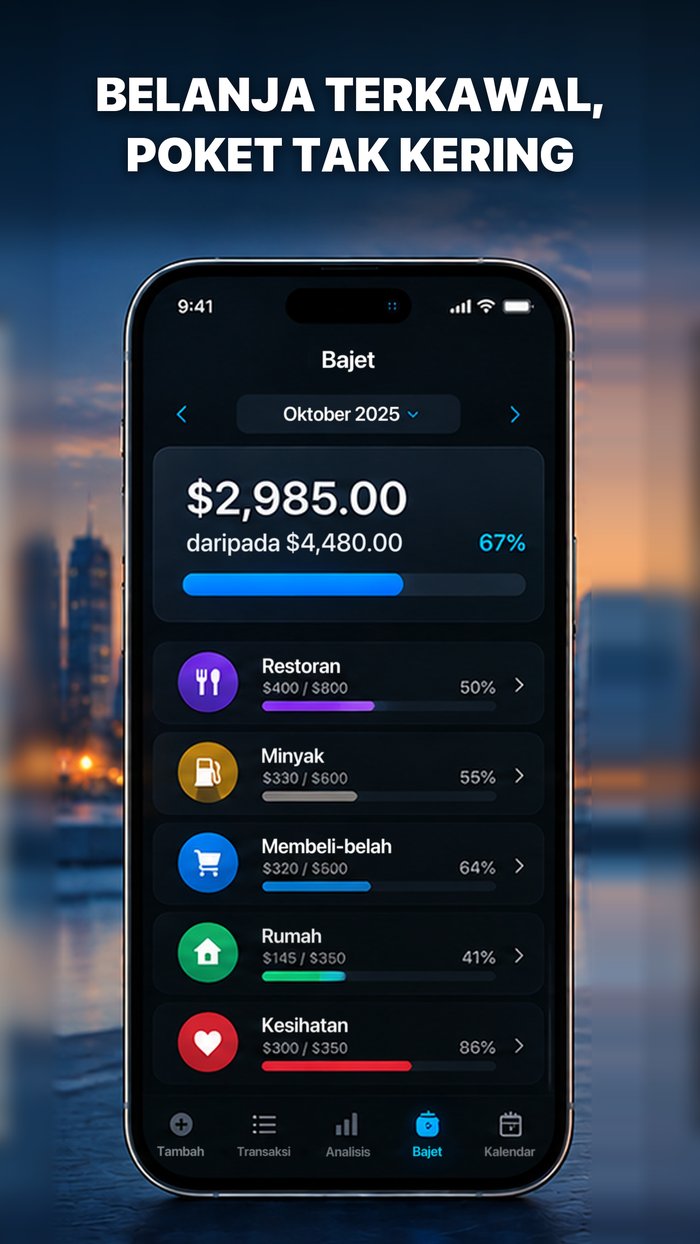 BELANJA TERKAWAL,
POKET TAK KERING
9:41
Bajet
Oktober 2025
$2,985.00
daripada $4,480.00
67%
Restoran
$400 / $800
50%
Minyak
$330 / $600
55%
Membeli-belah
$320 / $600
64%
Rumah
$145 / $350
41%
Kesihatan
$300 / $350
86%
Tambah
Transaksi
Analisis
Bajet
Kalendar